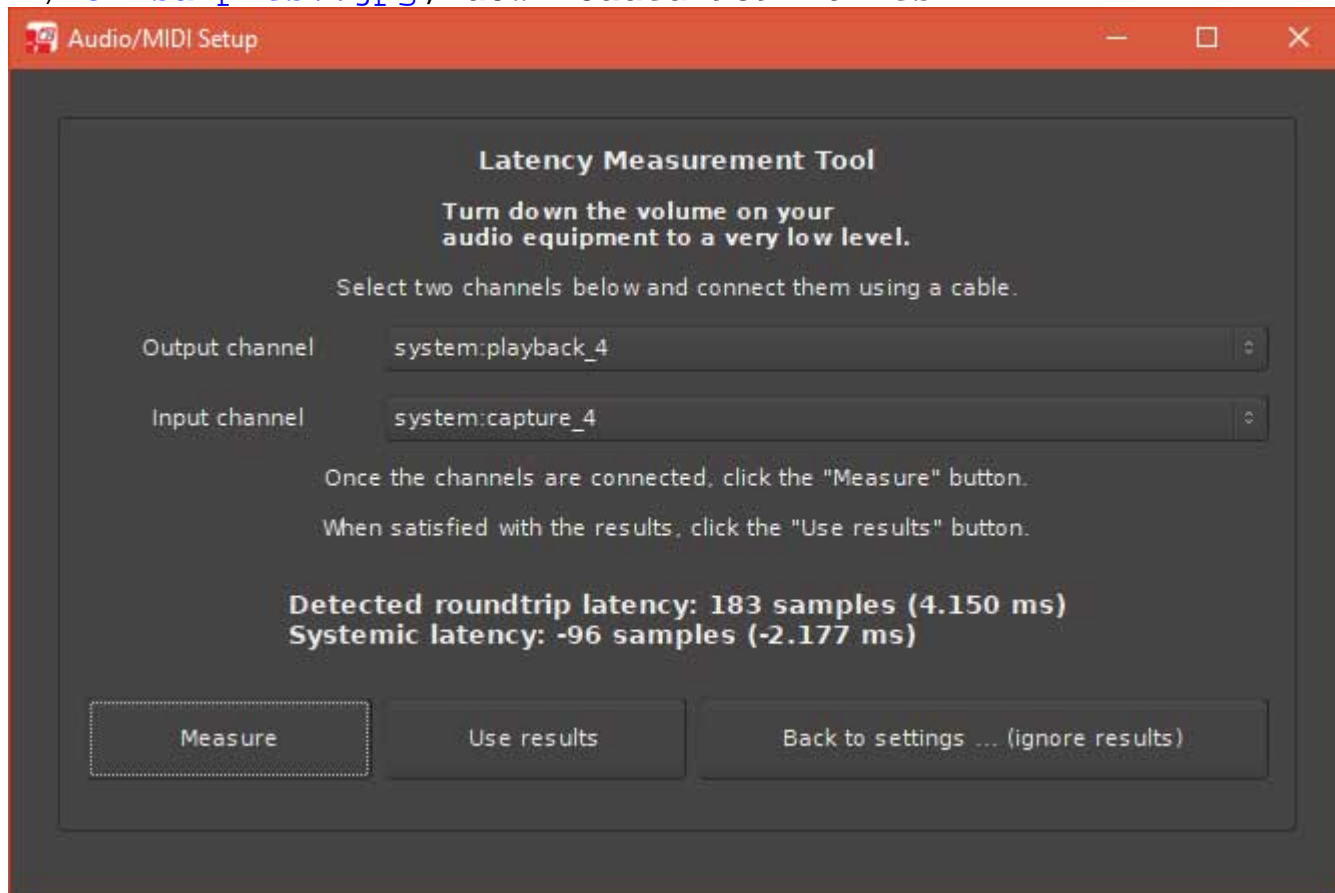 Audio/MIDI Setup
Latency Measurement Tool
Turn down the volume on your
audio equipment to a very low level.
Select two channels below and connect them using a cable.
Output channel system:playback_4
Input channel system:capture_4
Once the channels are connected, click the "Measure" button.
When satisfied with the results, click the "Use results" button.
Detected roundtrip latency: 183 samples (4.150 ms)
Systemic latency: -96 samples (-2.177 ms)
Measure Use results Back to settings ... (ignore results)